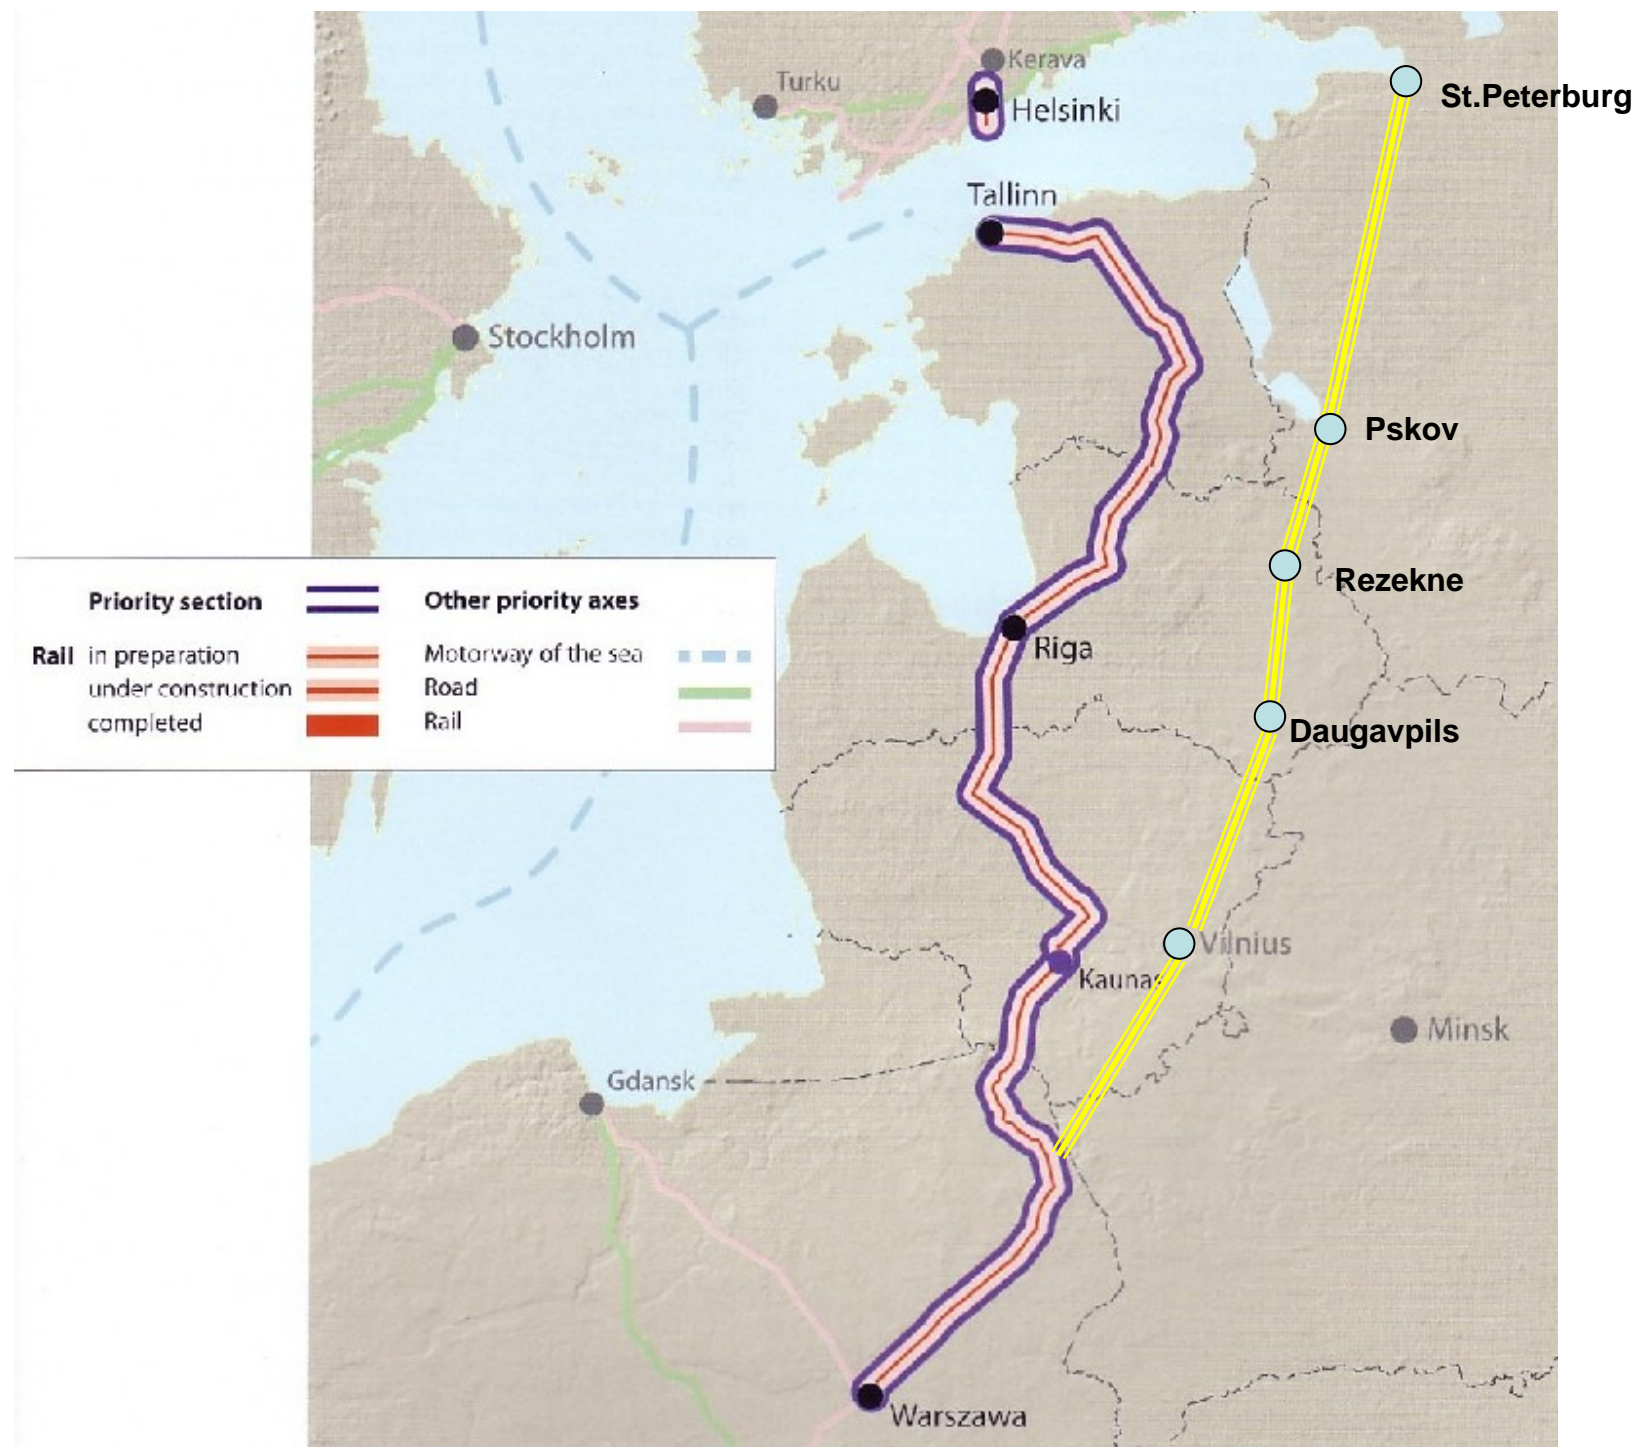 Kerava
Turku
St.Peterburg
Helsinki
Tallinn
Stockholm
Pskov
Rezekne
Priority section
Other priority axes
Rail in preparation
Motorway of the sea
under construction
Road
completed
Rail
Riga
Daugavpils
Vilnius
Kaunas
Minsk
Gdansk
Warszawa